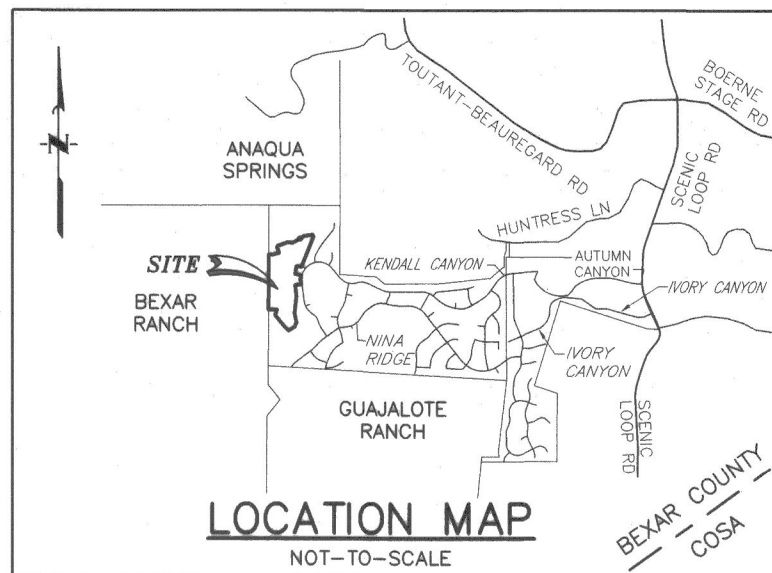 BOERNE
STAGE RD
TOUTANT-BEAUREGARD RD
N
ANAQUA
SPRINGS
SCENIC
LOOP RD
HUNTRESS LN
KENDALL CANYON
AUTUMN
CANYON
SITE
IVORY CANYON
BEXAR
RANCH
NINA
RIDGE
IVORY
CANYON
GUAJALOTE
RANCH
SCENIC
LOOP RD
LOCATION MAP
NOT-TO-SCALE
BEXAR COUNTY
COSA